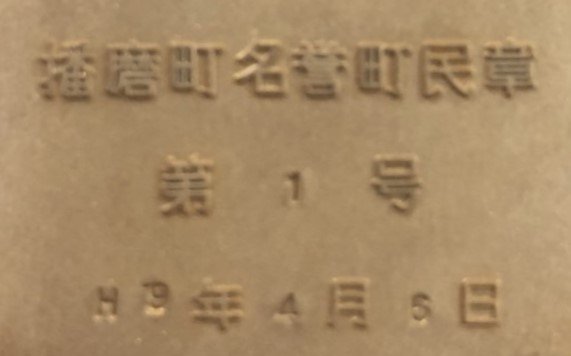 播磨町名誉町民章
第 1 号
H9年4月6日